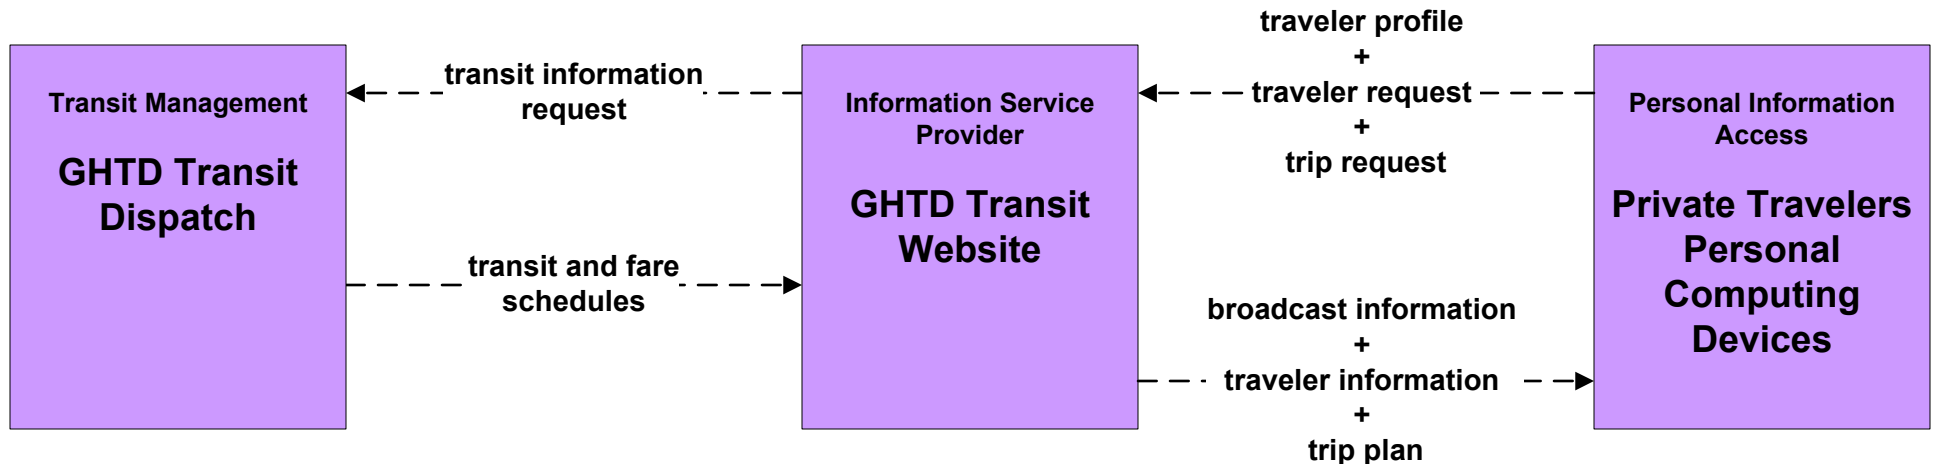 Transit Management
GHTD Transit
Dispatch
transit information
request
transit and fare
schedules
Information Service
Provider
GHTD Transit
Website
traveler profile
+
traveler request
+
trip request
broadcast information
+
traveler information
+
trip plan
Personal Information
Access
Private Travelers
Personal
Computing
Devices